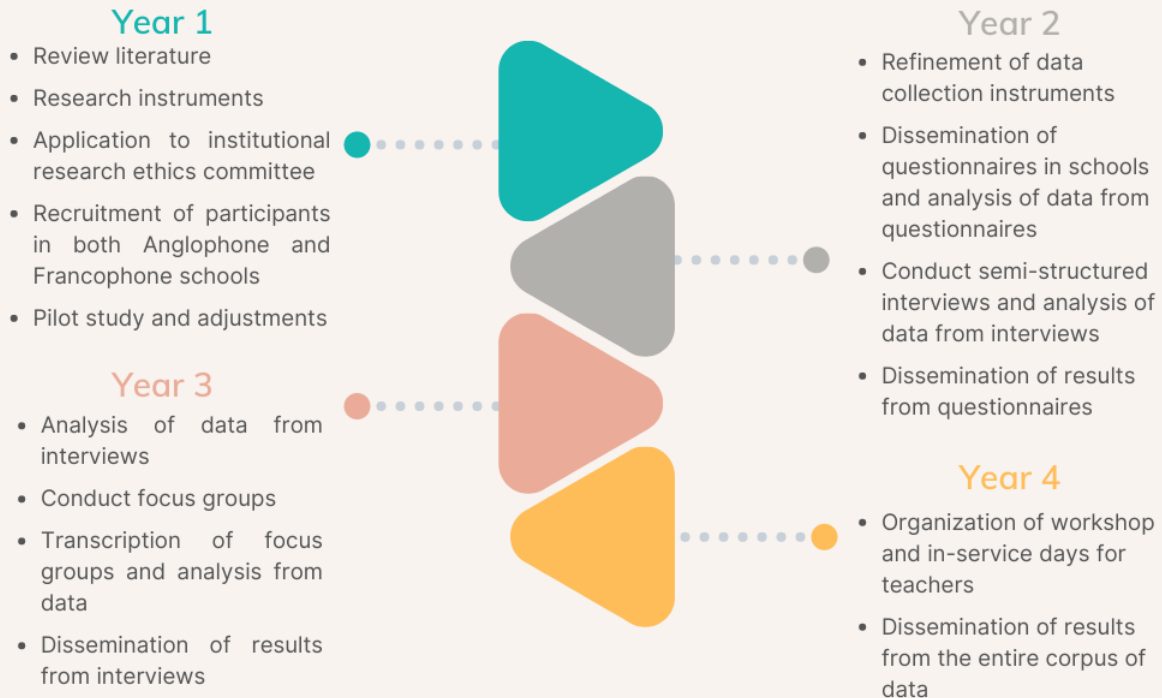 Year 1
• Review literature
• Research instruments
• Application to institutional
research ethics committee
• Recruitment of participants
in both Anglophone and
Francophone schools
• Pilot study and adjustments
Year 2
• Refinement of data
collection instruments
• Dissemination of
questionnaires in schools
and analysis of data from
questionnaires
• Conduct semi-structured
interviews and analysis of
data from interviews
• Dissemination of results
from questionnaires
Year 3
• Analysis of data from
interviews
• Conduct focus groups
• Transcription of focus
groups and analysis from
data
• Dissemination of results
from interviews
Year 4
• Organization of workshop
and in-service days for
teachers
• Dissemination of results
from the entire corpus of
data